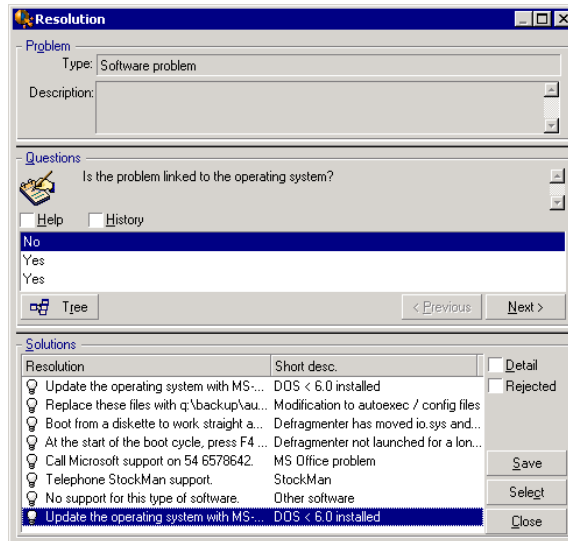 Resolution
Problem
Type: Software problem
Description:
Questions
Is the problem linked to the operating system?
Help History
No
Yes
Yes
Tree < Previous Next >
Solutions
Resolution Short desc. Detail
Update the operating system with MS-... DOS < 6.0 installed Rejected
Replace these files with q:\backup\au... Modification to autoexec / config files
Boot from a diskette to work straight a... Defragmenter has moved io.sys and...
At the start of the boot cycle, press F4 ... Defragmenter not launched for a lon...
Call Microsoft support on 54 6578642. MS Office problem Save
Telephone StockMan support. StockMan
No support for this type of software. Other software Select
Update the operating system with MS-... DOS < 6.0 installed Close